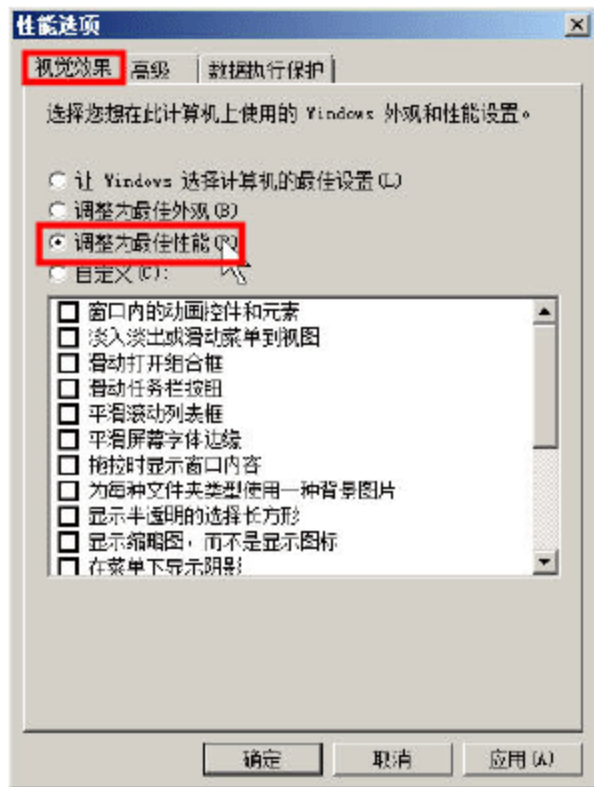 性能选项
视觉效果 高级 数据执行保护
选择您想在此计算机上使用的 Windows 外观和性能设置。
让 Windows 选择计算机的最佳设置(L)
调整为最佳外观(B)
调整为最佳性能(P)
自定义(C):
窗口内的动画控件和元素
淡入淡出或滑动菜单到视图
滑动打开组合框
滑动任务栏按钮
平滑滚动列表框
平滑屏幕字体边缘
拖拉时显示窗口内容
为每种文件夹类型使用一种背景图片
显示半透明的选择长方形
显示缩略图，而不是显示图标
在菜单下显示阴影
确定 取消 应用(A)